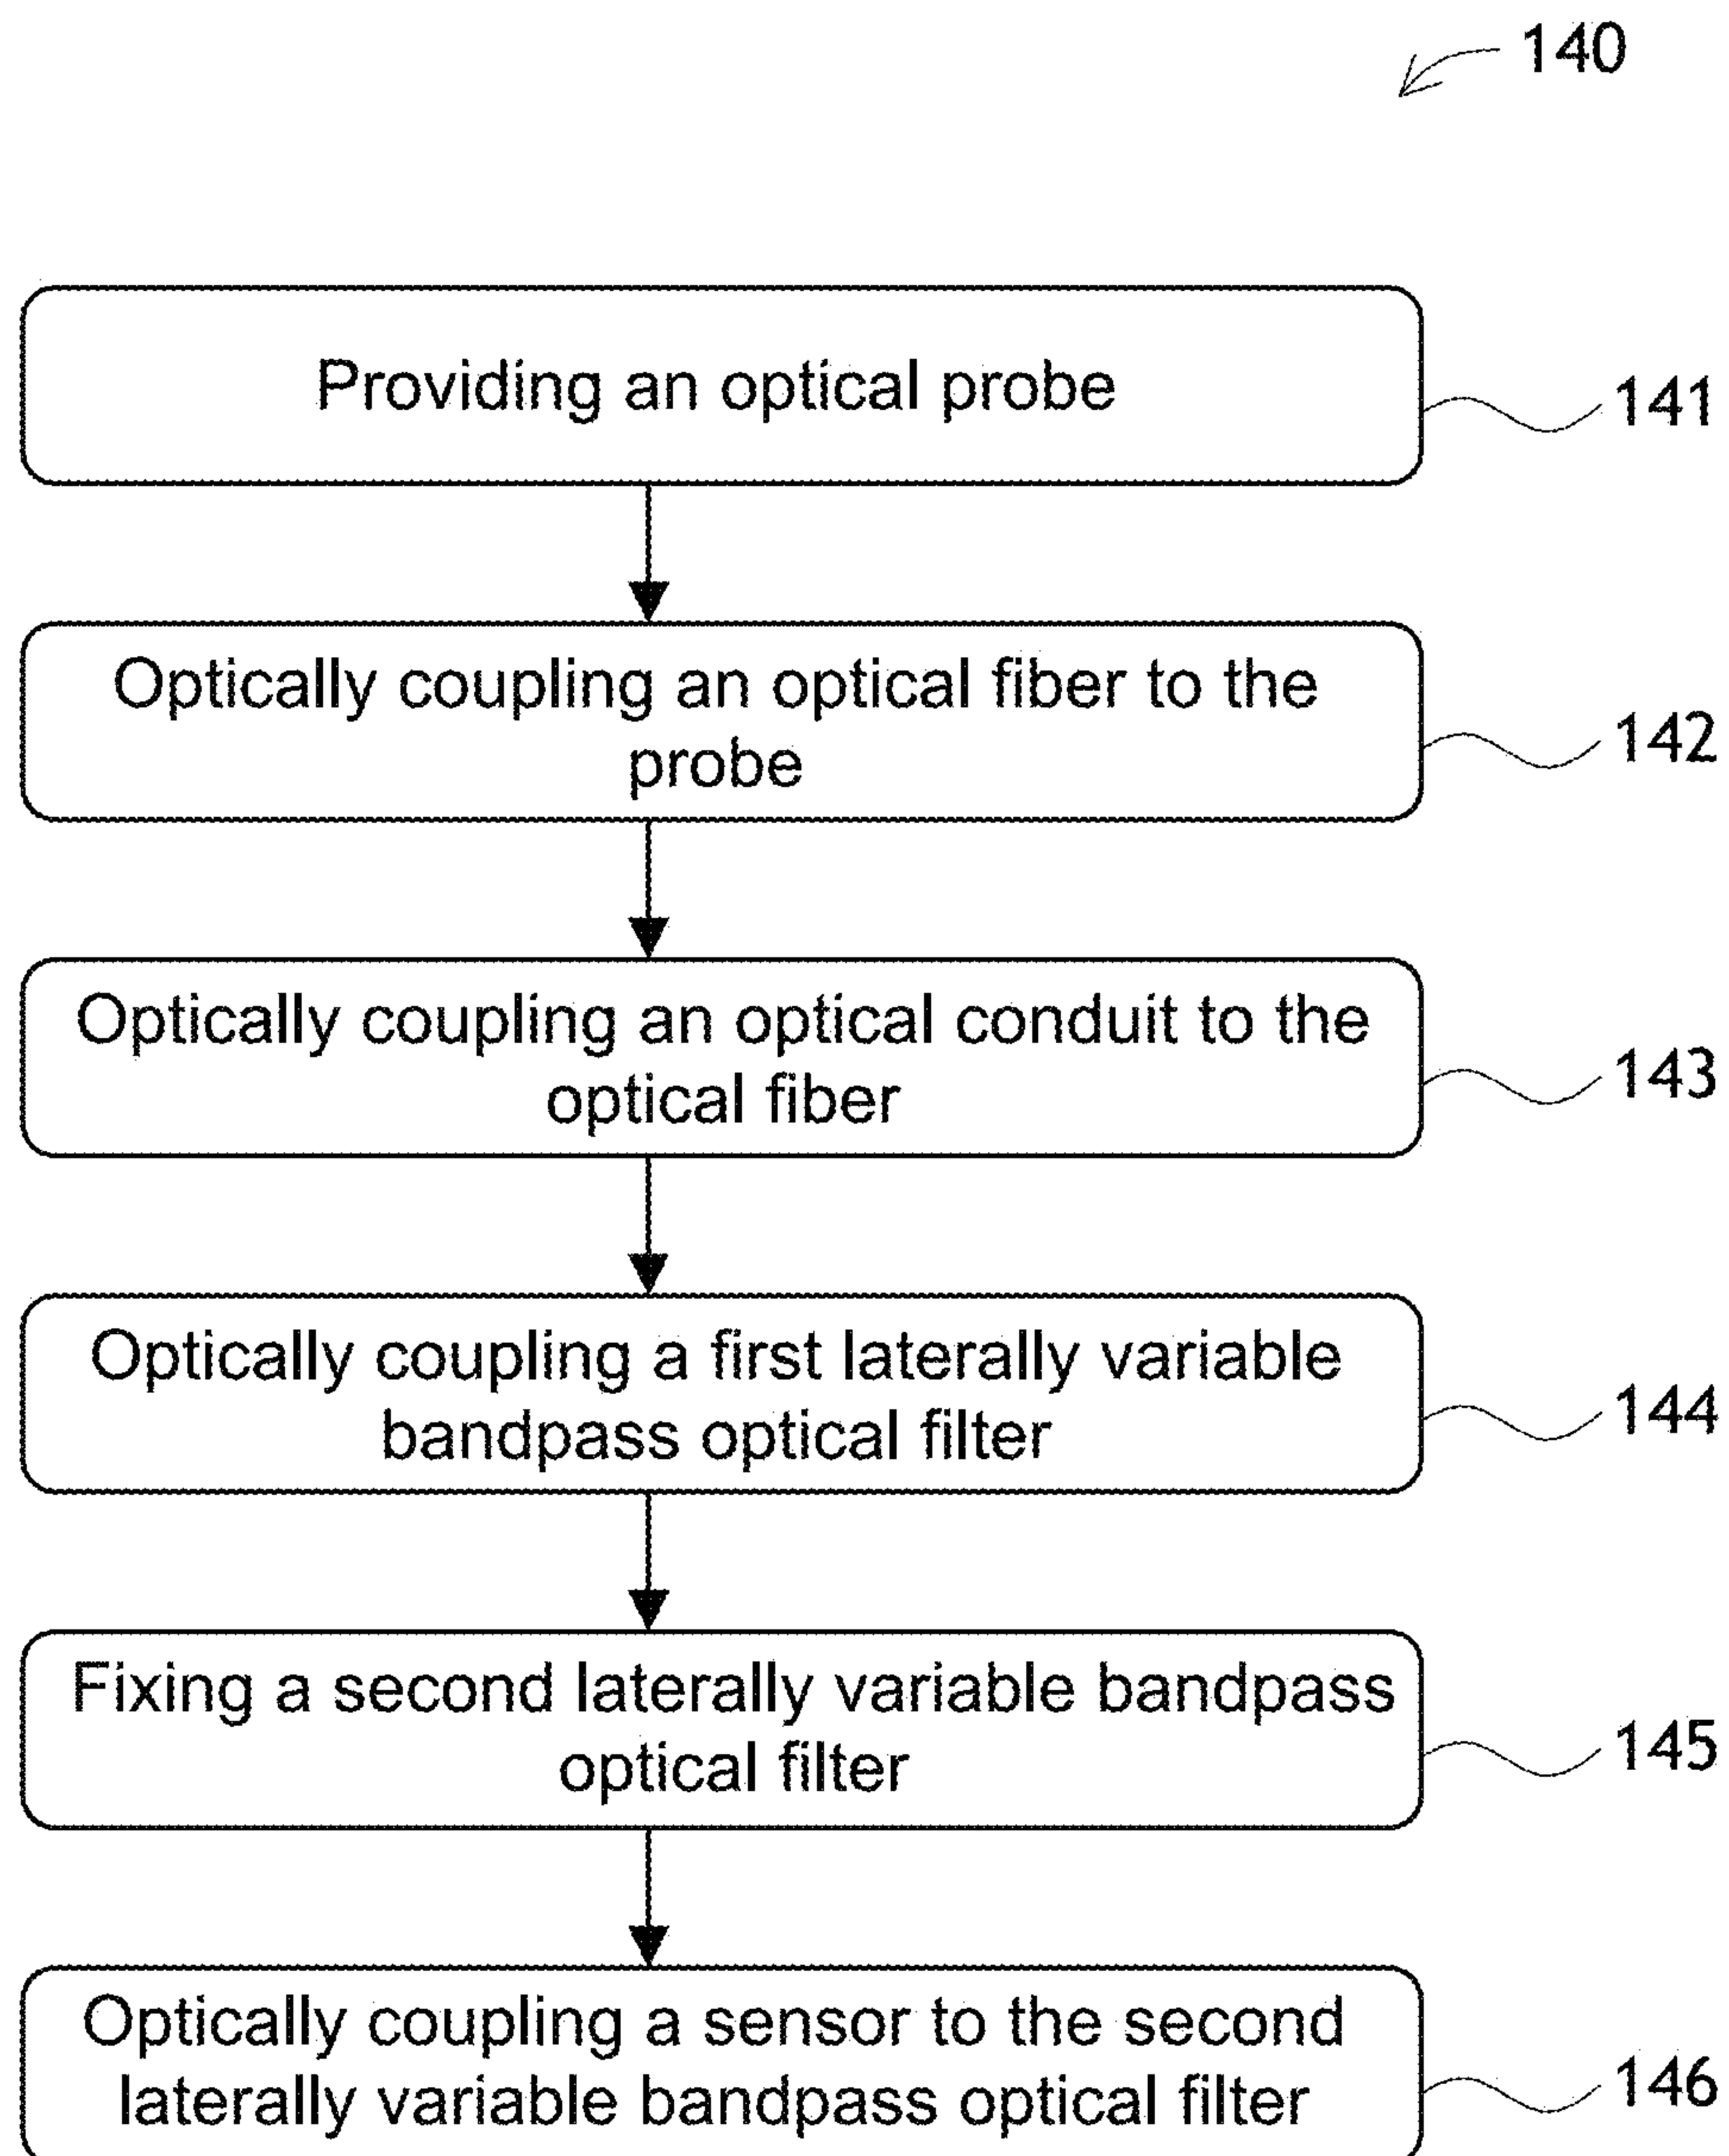 140
Providing an optical probe
141
Optically coupling an optical fiber to the
probe
142
Optically coupling an optical conduit to the
optical fiber
143
Optically coupling a first laterally variable
bandpass optical filter
144
Fixing a second laterally variable bandpass
optical filter
145
Optically coupling a sensor to the second
laterally variable bandpass optical filter
146